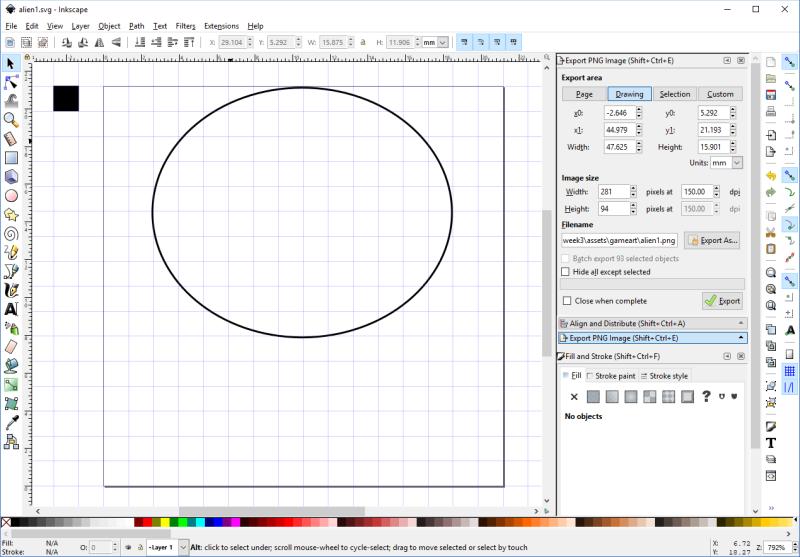 alien1.svg - Inkscape
File Edit View Layer Object Path Text Filters Extensions Help
X: 29.104 Y: 5.292 W: 15.875 H: 11.906 mm
Export PNG Image (Shift+Ctrl+E)
Export area
Page Drawing Selection Custom
x0: -2.646 y0: 5.292
x1: 44.979 y1: 21.193
Width: 47.625 Height: 15.901
Units: mm
Image size
Width: 281 pixels at 150.00 dpi
Height: 94 pixels at 150.00 dpi
Filename
week3\assets\gameart\alien1.png Export As...
Batch export 93 selected objects
Hide all except selected
Close when complete Export
Align and Distribute (Shift+Ctrl+A)
Export PNG Image (Shift+Ctrl+E)
Fill and Stroke (Shift+Ctrl+F)
Fill Stroke paint Stroke style
No objects
Fill: N/A
Stroke: N/A
O: 0
Layer 1
Alt: click to select under; scroll mouse-wheel to cycle-select; drag to move selected or select by touch
X: 6.72
Y: 18.27
Z: 792%